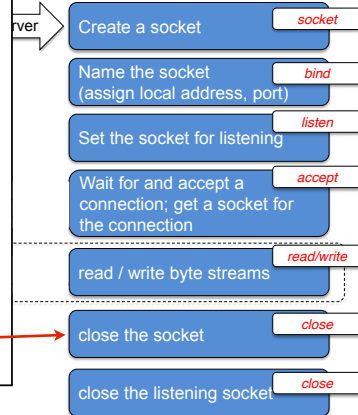 rver
Create a socket
socket
Name the socket
(assign local address, port)
bind
Set the socket for listening
listen
Wait for and accept a
connection; get a socket for
the connection
accept
read / write byte streams
read/write
close the socket
close
close the listening socket
close